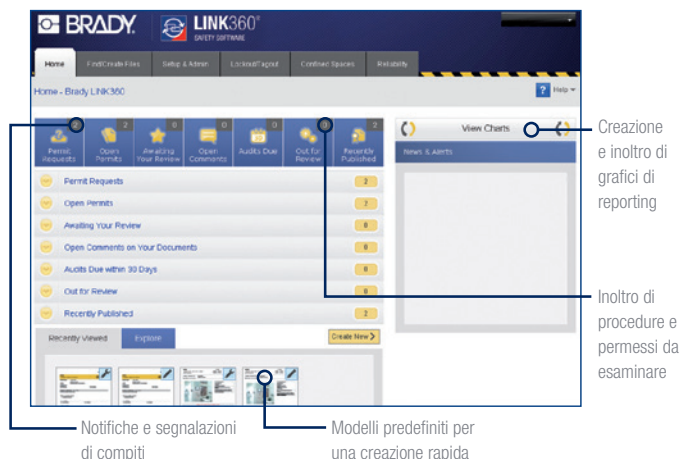 BRADY. LINK360°
SAFETY SOFTWARE
Home Find/Create Files Setup & Admin Lockout/Tagout Confined Spaces Reliability
Home - Brady LINK360 ? Help
2 2 0 0 0 0 2
Permit Requests Open Permits Awaiting Your Review Open Comments Audits Due Out for Review Recently Published
View Charts
News & Alerts
Permit Requests 2
Open Permits 2
Awaiting Your Review 0
Open Comments on Your Documents 0
Audits Due within 30 Days 0
Out for Review 0
Recently Published 2
Recently Viewed Explore Create New
Creazione
e inoltro di
grafici di
reporting
Inoltro di
procedure e
permessi da
esaminare
Notifiche e segnalazioni
di compiti
Modelli predefiniti per
una creazione rapida